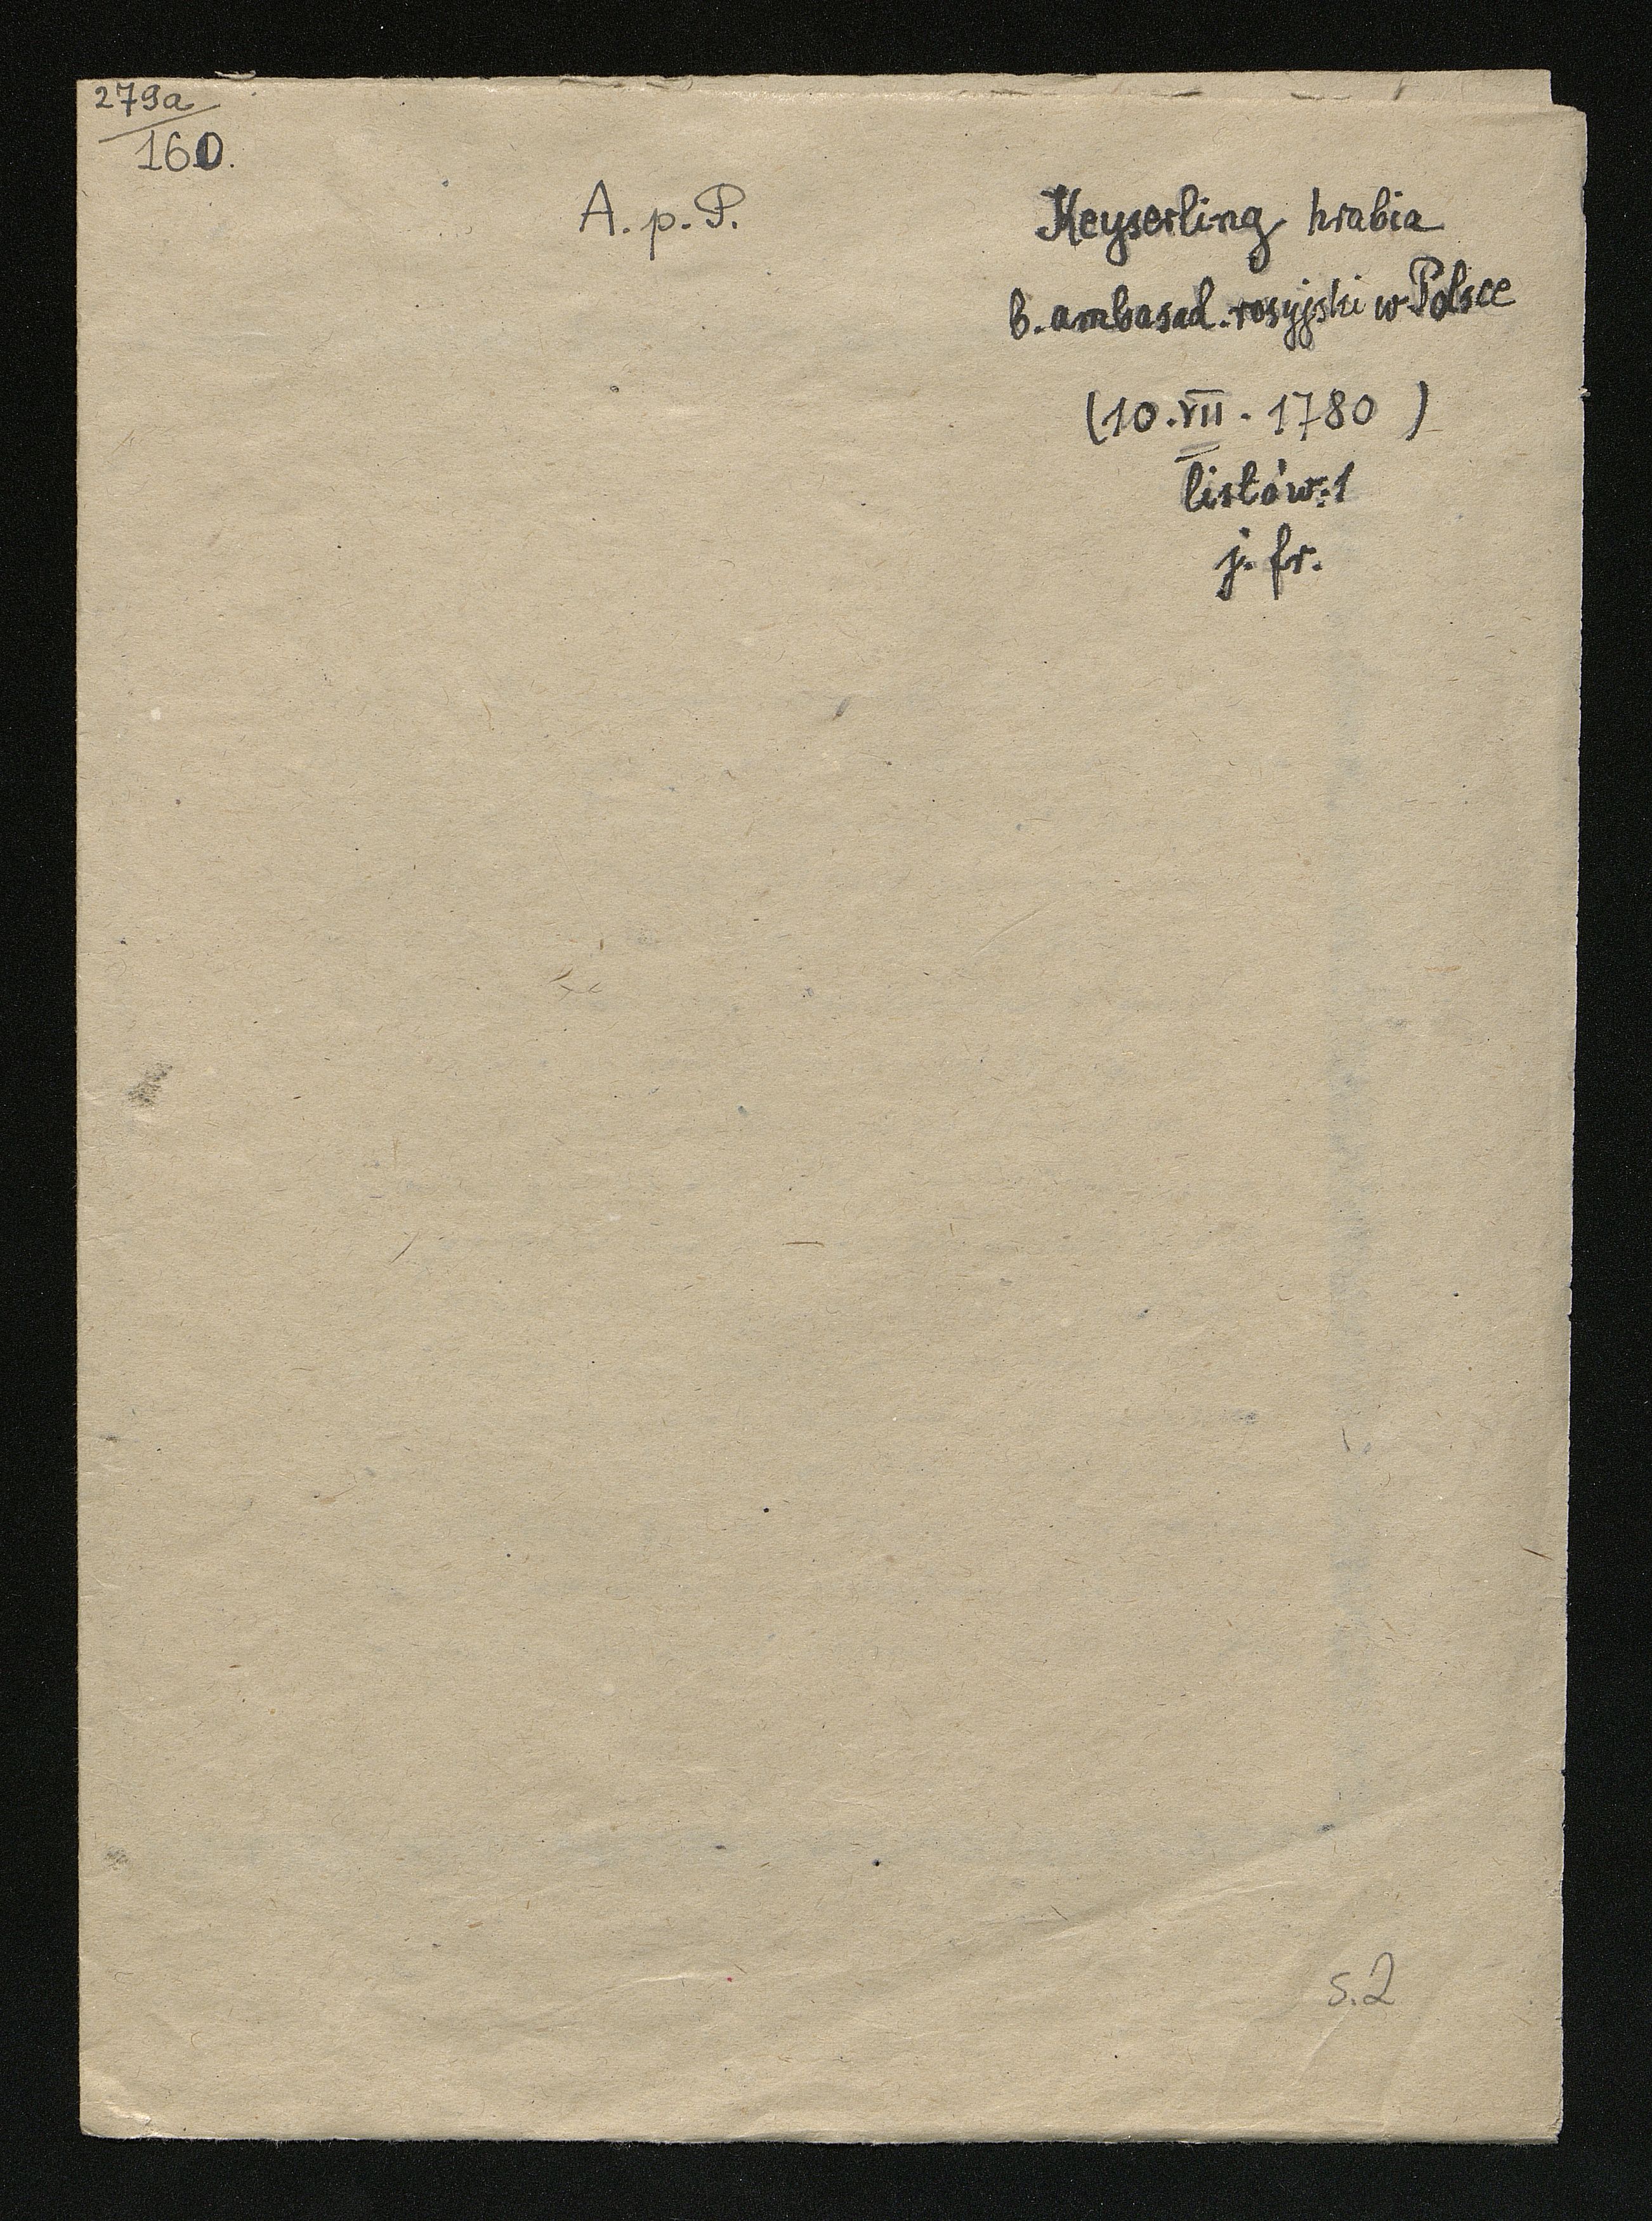 279a
160.
A. p. P.
Keyserling hrabia
b. ambasad. rosyjski w Polsce
(10. VII. 1780 )
listów: 1
j. fr.
s. 2